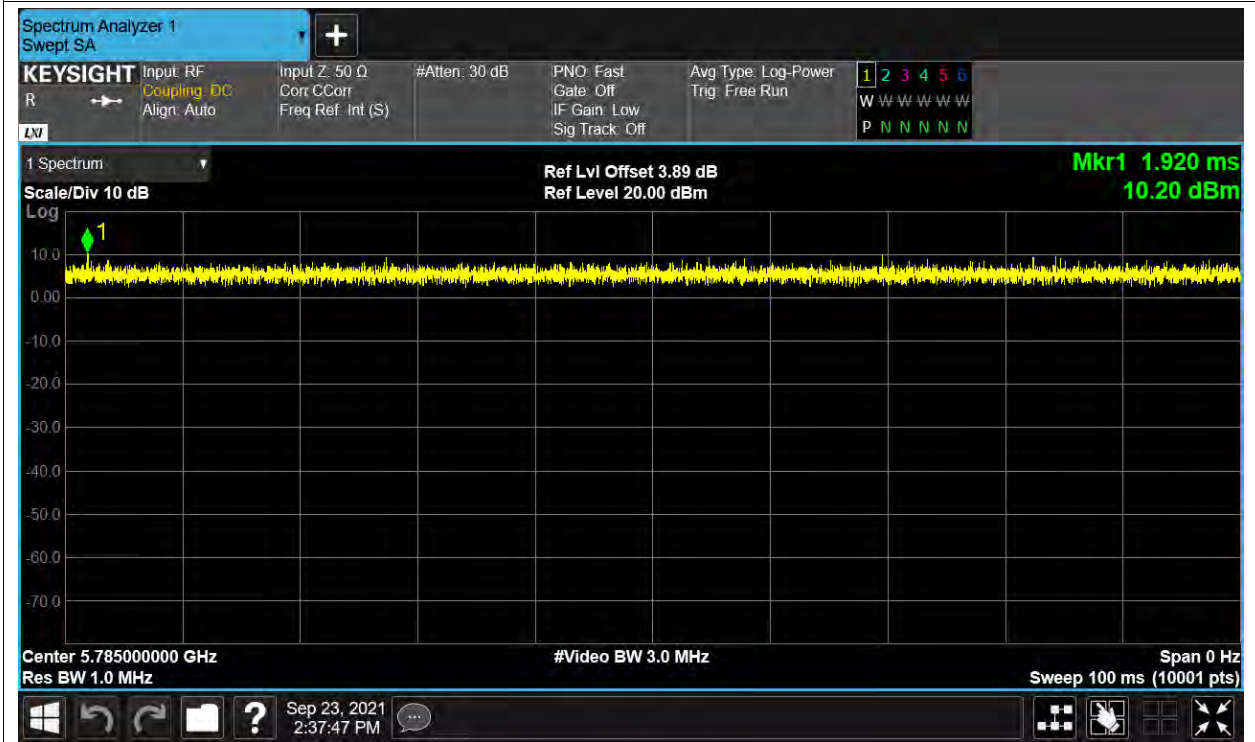 Spectrum Analyzer 1
Swept SA
+
KEYSIGHT Input: RF Input Z: 50 Ω #Atten: 30 dB PNO: Fast Avg Type: Log-Power 1 2 3 4 5 6
R Coupling: DC Corr CCorr Gate: Off Trig: Free Run W W W W W W
Align: Auto Freq Ref: Int (S) IF Gain: Low P N N N N N
LXI Sig Track: Off
1 Spectrum Ref Lvl Offset 3.89 dB Mkr1 1.920 ms
Scale/Div 10 dB Ref Level 20.00 dBm 10.20 dBm
Log
1
10.0
0.00
-10.0
-20.0
-30.0
-40.0
-50.0
-60.0
-70.0
Center 5.785000000 GHz #Video BW 3.0 MHz Span 0 Hz
Res BW 1.0 MHz Sweep 100 ms (10001 pts)
? Sep 23, 2021
2:37:47 PM